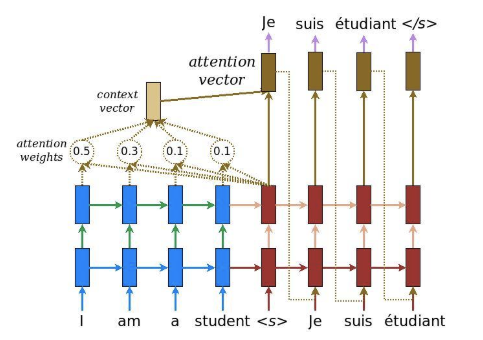 Je suis étudiant </s>
attention
vector
context
vector
attention
weights
0.5 0.3 0.1 0.1
I am a student <s> Je suis étudiant